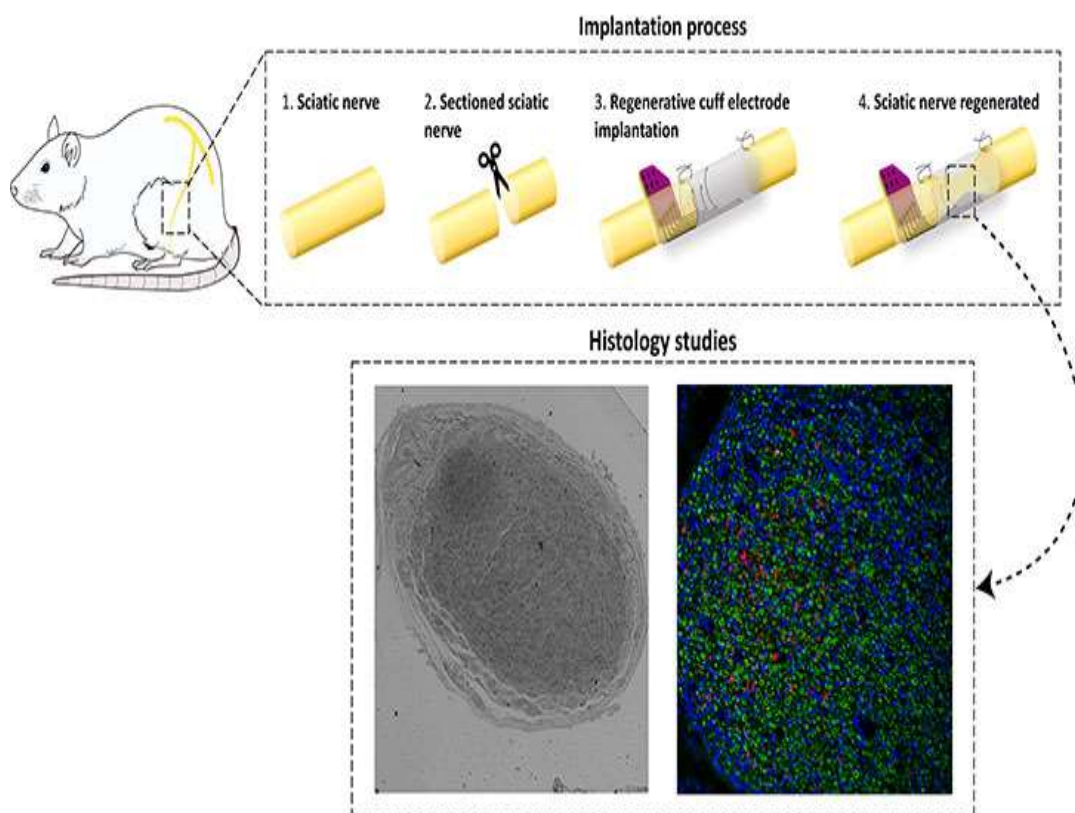 Implantation process
1. Sciatic nerve
2. Sectioned sciatic
nerve
3. Regenerative cuff electrode
implantation
4. Sciatic nerve regenerated
Histology studies